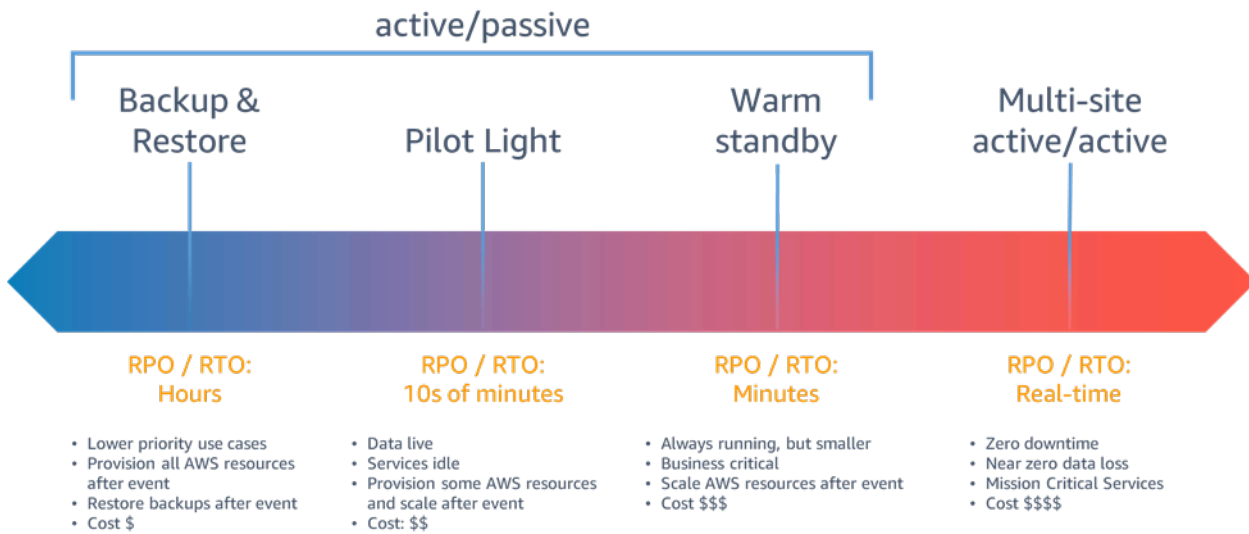 active/passive
Backup &
Restore
Pilot Light
Warm
standby
Multi-site
active/active
RPO / RTO:
Hours
RPO / RTO:
10s of minutes
RPO / RTO:
Minutes
RPO / RTO:
Real-time
• Lower priority use cases
• Provision all AWS resources
after event
• Restore backups after event
• Cost $
• Data live
• Services idle
• Provision some AWS resources
and scale after event
• Cost: $$
• Always running, but smaller
• Business critical
• Scale AWS resources after event
• Cost $$$
• Zero downtime
• Near zero data loss
• Mission Critical Services
• Cost $$$$